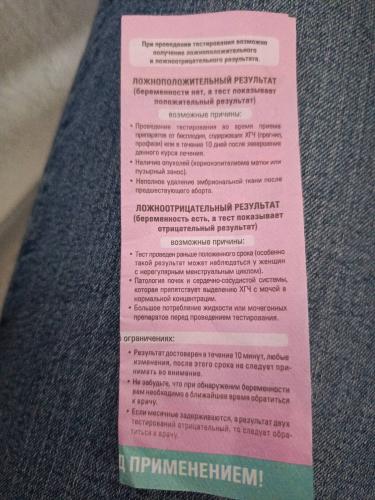 При проведении тестирования возможно
получение ложноположительного
и ложноотрицательного результата.
ЛОЖНОПОЛОЖИТЕЛЬНЫЙ РЕЗУЛЬТАТ
(беременности нет, а тест показывает
положительный результат)
возможные причины:
• Проведение тестирования во время приема
препаратов от бесплодия, содержащих ХГЧ (прегнил,
профази) или в течение 10 дней после завершения
данного курса лечения.
• Наличие опухолей (хорионэпителиома матки или
пузырный занос).
• Неполное удаление эмбриональной ткани после
предшествующего аборта.
ЛОЖНООТРИЦАТЕЛЬНЫЙ РЕЗУЛЬТАТ
(беременность есть, а тест показывает
отрицательный результат)
возможные причины:
• Тест проведен раньше положенного срока (особенно
такой результат может наблюдаться у женщин
с нерегулярным менструальным циклом).
• Патология почек и сердечно-сосудистой системы,
которая препятствует выделению ХГЧ с мочой в
нормальной концентрации.
• Большое потребление жидкости или мочегонных
препаратов перед проведением тестирования.
ограничениях:
• Результат достоверен в течение 10 минут, любые
изменения, после этого срока не следует при-
нимать во внимание.
• Не забудьте, что при обнаружении беременности
вам необходимо в ближайшее время обратиться
к врачу.
• Если месячные задерживаются, а результат двух
тестирований отрицательный, то следует обра-
титься к врачу.
Д ПРИМЕНЕНИЕМ!